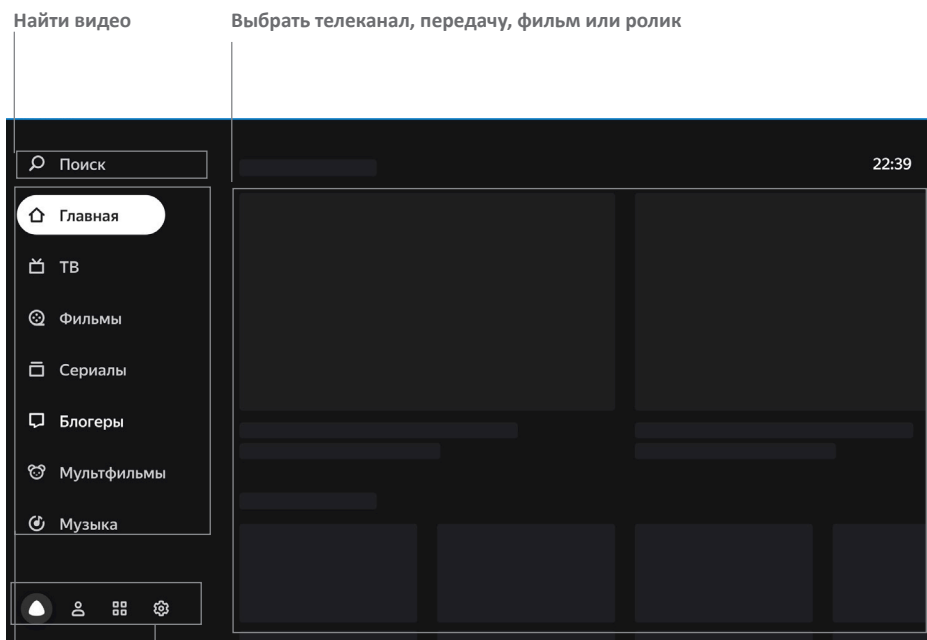 Найти видео
Выбрать телеканал, передачу, фильм или ролик
Поиск
22:39
Главная
ТВ
Фильмы
Сериалы
Блогеры
Мультфильмы
Музыка